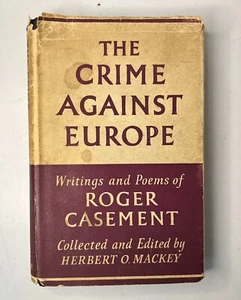 THE
CRIME
AGAINST
EUROPE
Writings and Poems of
ROGER
CASEMENT
Collected and Edited by
HERBERT O. MACKEY